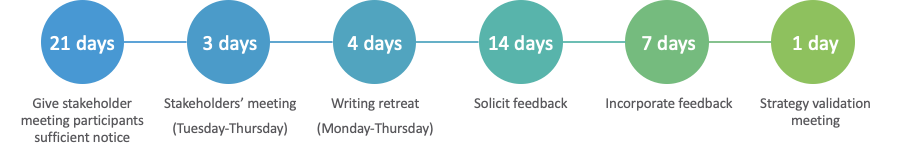 21 days
3 days
4 days
14 days
7 days
1 day
Give stakeholder
meeting participants
sufficient notice
Stakeholders’ meeting
(Tuesday-Thursday)
Writing retreat
(Monday-Thursday)
Solicit feedback
Incorporate feedback
Strategy validation
meeting